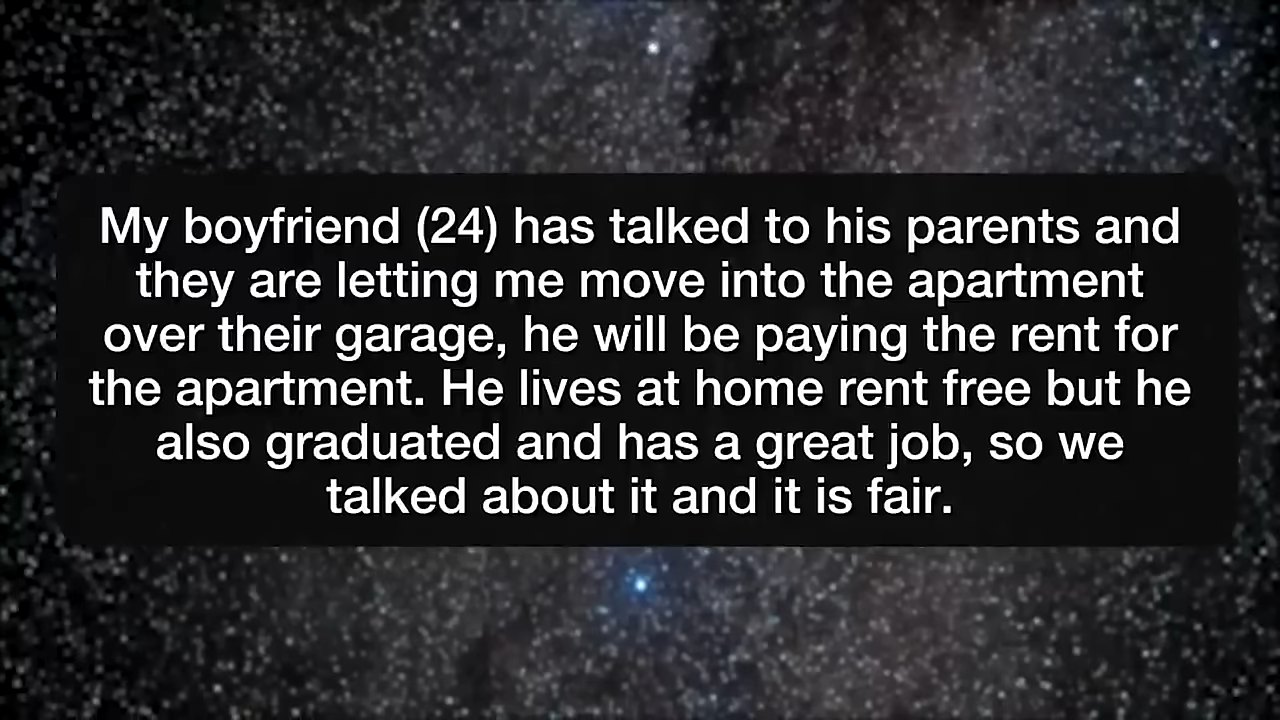 My boyfriend (24) has talked to his parents and
they are letting me move into the apartment
over their garage, he will be paying the rent for
the apartment. He lives at home rent free but he
also graduated and has a great job, so we
talked about it and it is fair.